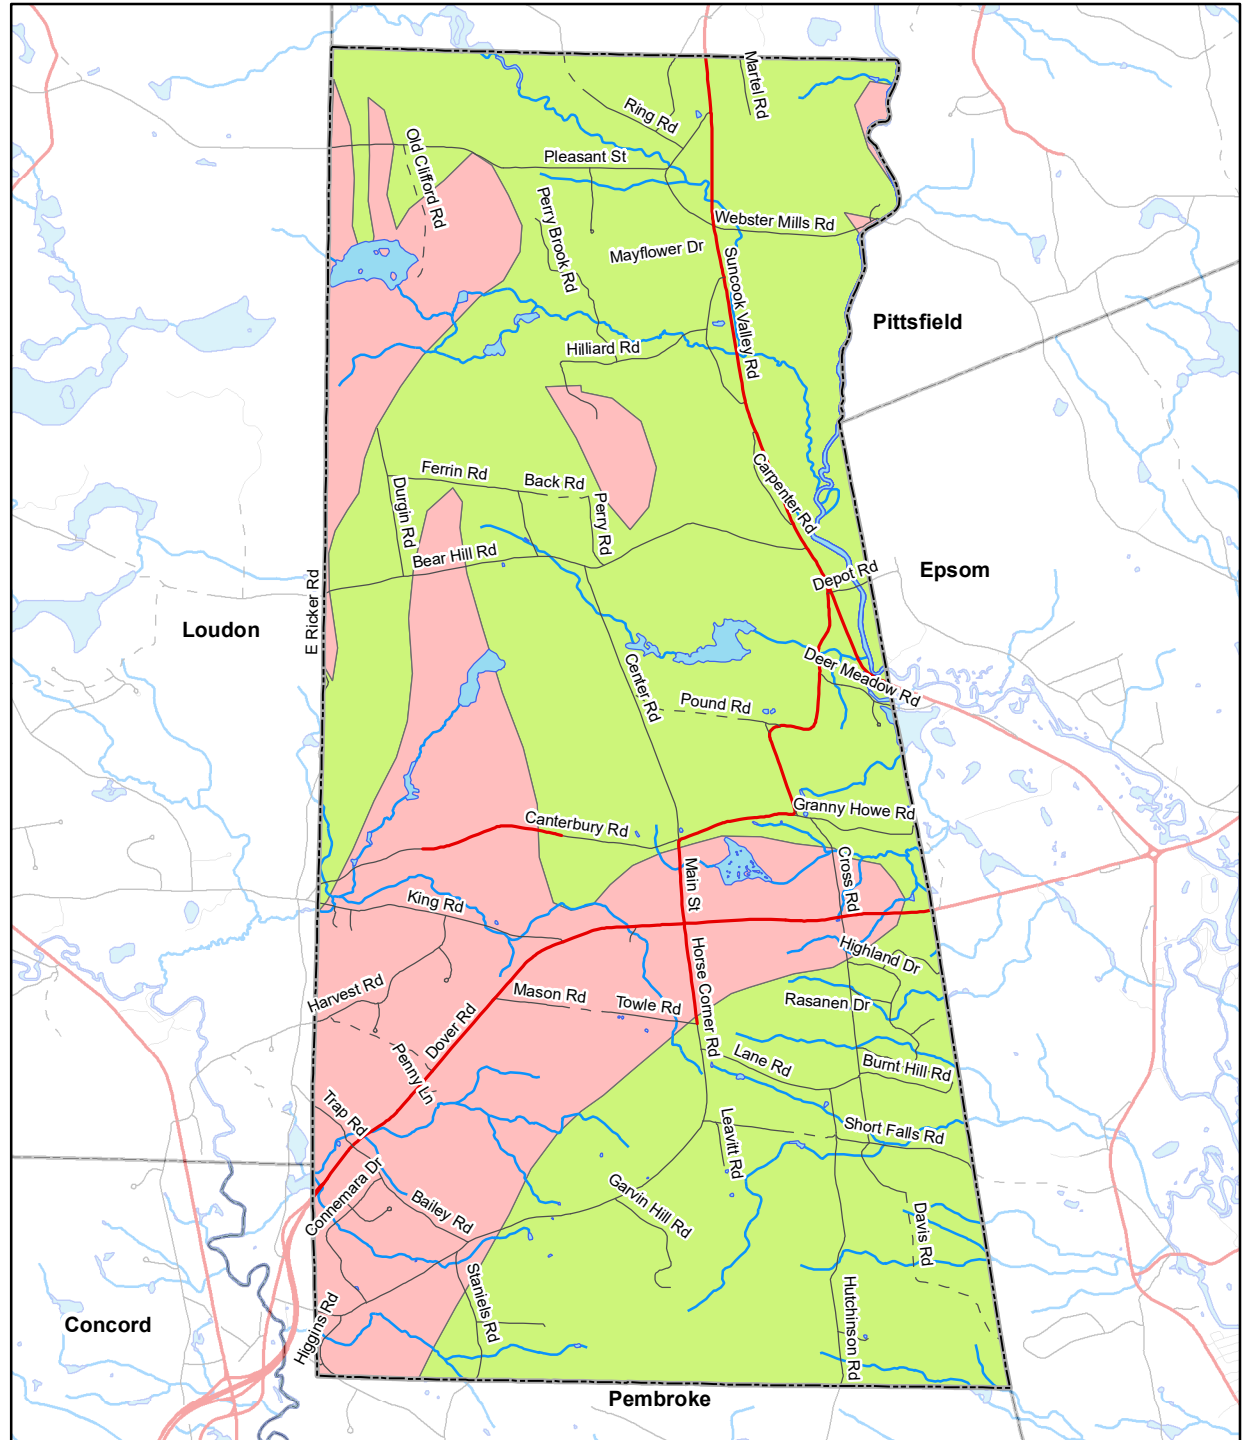 Martel Rd
Ring Rd
Pleasant St
Old Clifford Rd
Perry Brook Rd
Webster Mills Rd
Mayflower Dr
Suncook Valley Rd
Pittsfield
Hilliard Rd
Ferrin Rd
Back Rd
Carpenter Rd
Durgin Rd
Perry Rd
Bear Hill Rd
Depot Rd
Epsom
E Ricker Rd
Loudon
Center Rd
Deer Meadow Rd
Pound Rd
Granny Howe Rd
Canterbury Rd
Main St
Cross Rd
King Rd
Highland Dr
Horse Corner Rd
Harvest Rd
Mason Rd
Towle Rd
Rasanen Dr
Dover Rd
Penny Ln
Lane Rd
Burnt Hill Rd
Trap Rd
Leavitt Rd
Short Falls Rd
Connemara Dr
Bailey Rd
Garvin Hill Rd
Davis Rd
Staniels Rd
Hutchinson Rd
Higgins Rd
Concord
Pembroke